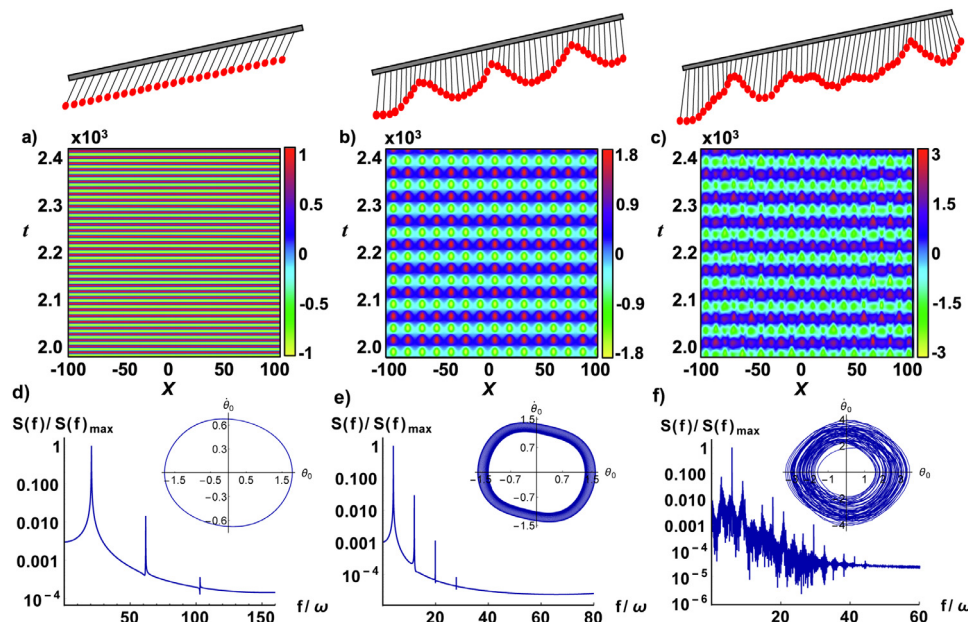 a) x10³
2.4
2.3
t 2.2
2.1
2.0
-100 -50 0 50 100
X
1
0.5
0
-0.5
-1
b) x10³
2.4
2.3
t 2.2
2.1
2.0
-100 -50 0 50 100
X
1.8
0.9
0
-0.9
-1.8
c) x10³
2.4
2.3
t 2.2
2.1
2.0
-100 -50 0 50 100
X
3
1.5
0
-1.5
-3
d)
S(f)/ S(f)max
1
0.100
0.010
0.001
10⁻⁴
50 100 150
f/ω
θ̇₀
0.6
0.3
-1.5 -0.7 0.7 1.5 θ₀
-0.3
-0.6
e)
S(f)/ S(f)max
1
0.100
0.010
0.001
10⁻⁴
20 40 60 80
f/ω
θ̇₀
1.5
0.7
-1.5 -0.7 0.7 1.5 θ₀
-0.7
-1.5
f)
S(f)/ S(f)max
1
0.100
0.010
0.001
10⁻⁴
10⁻⁵
10⁻⁶
0 20 40 60
f/ω
θ̇₀
4
2
-3 -1 1 3 θ₀
-2
-4